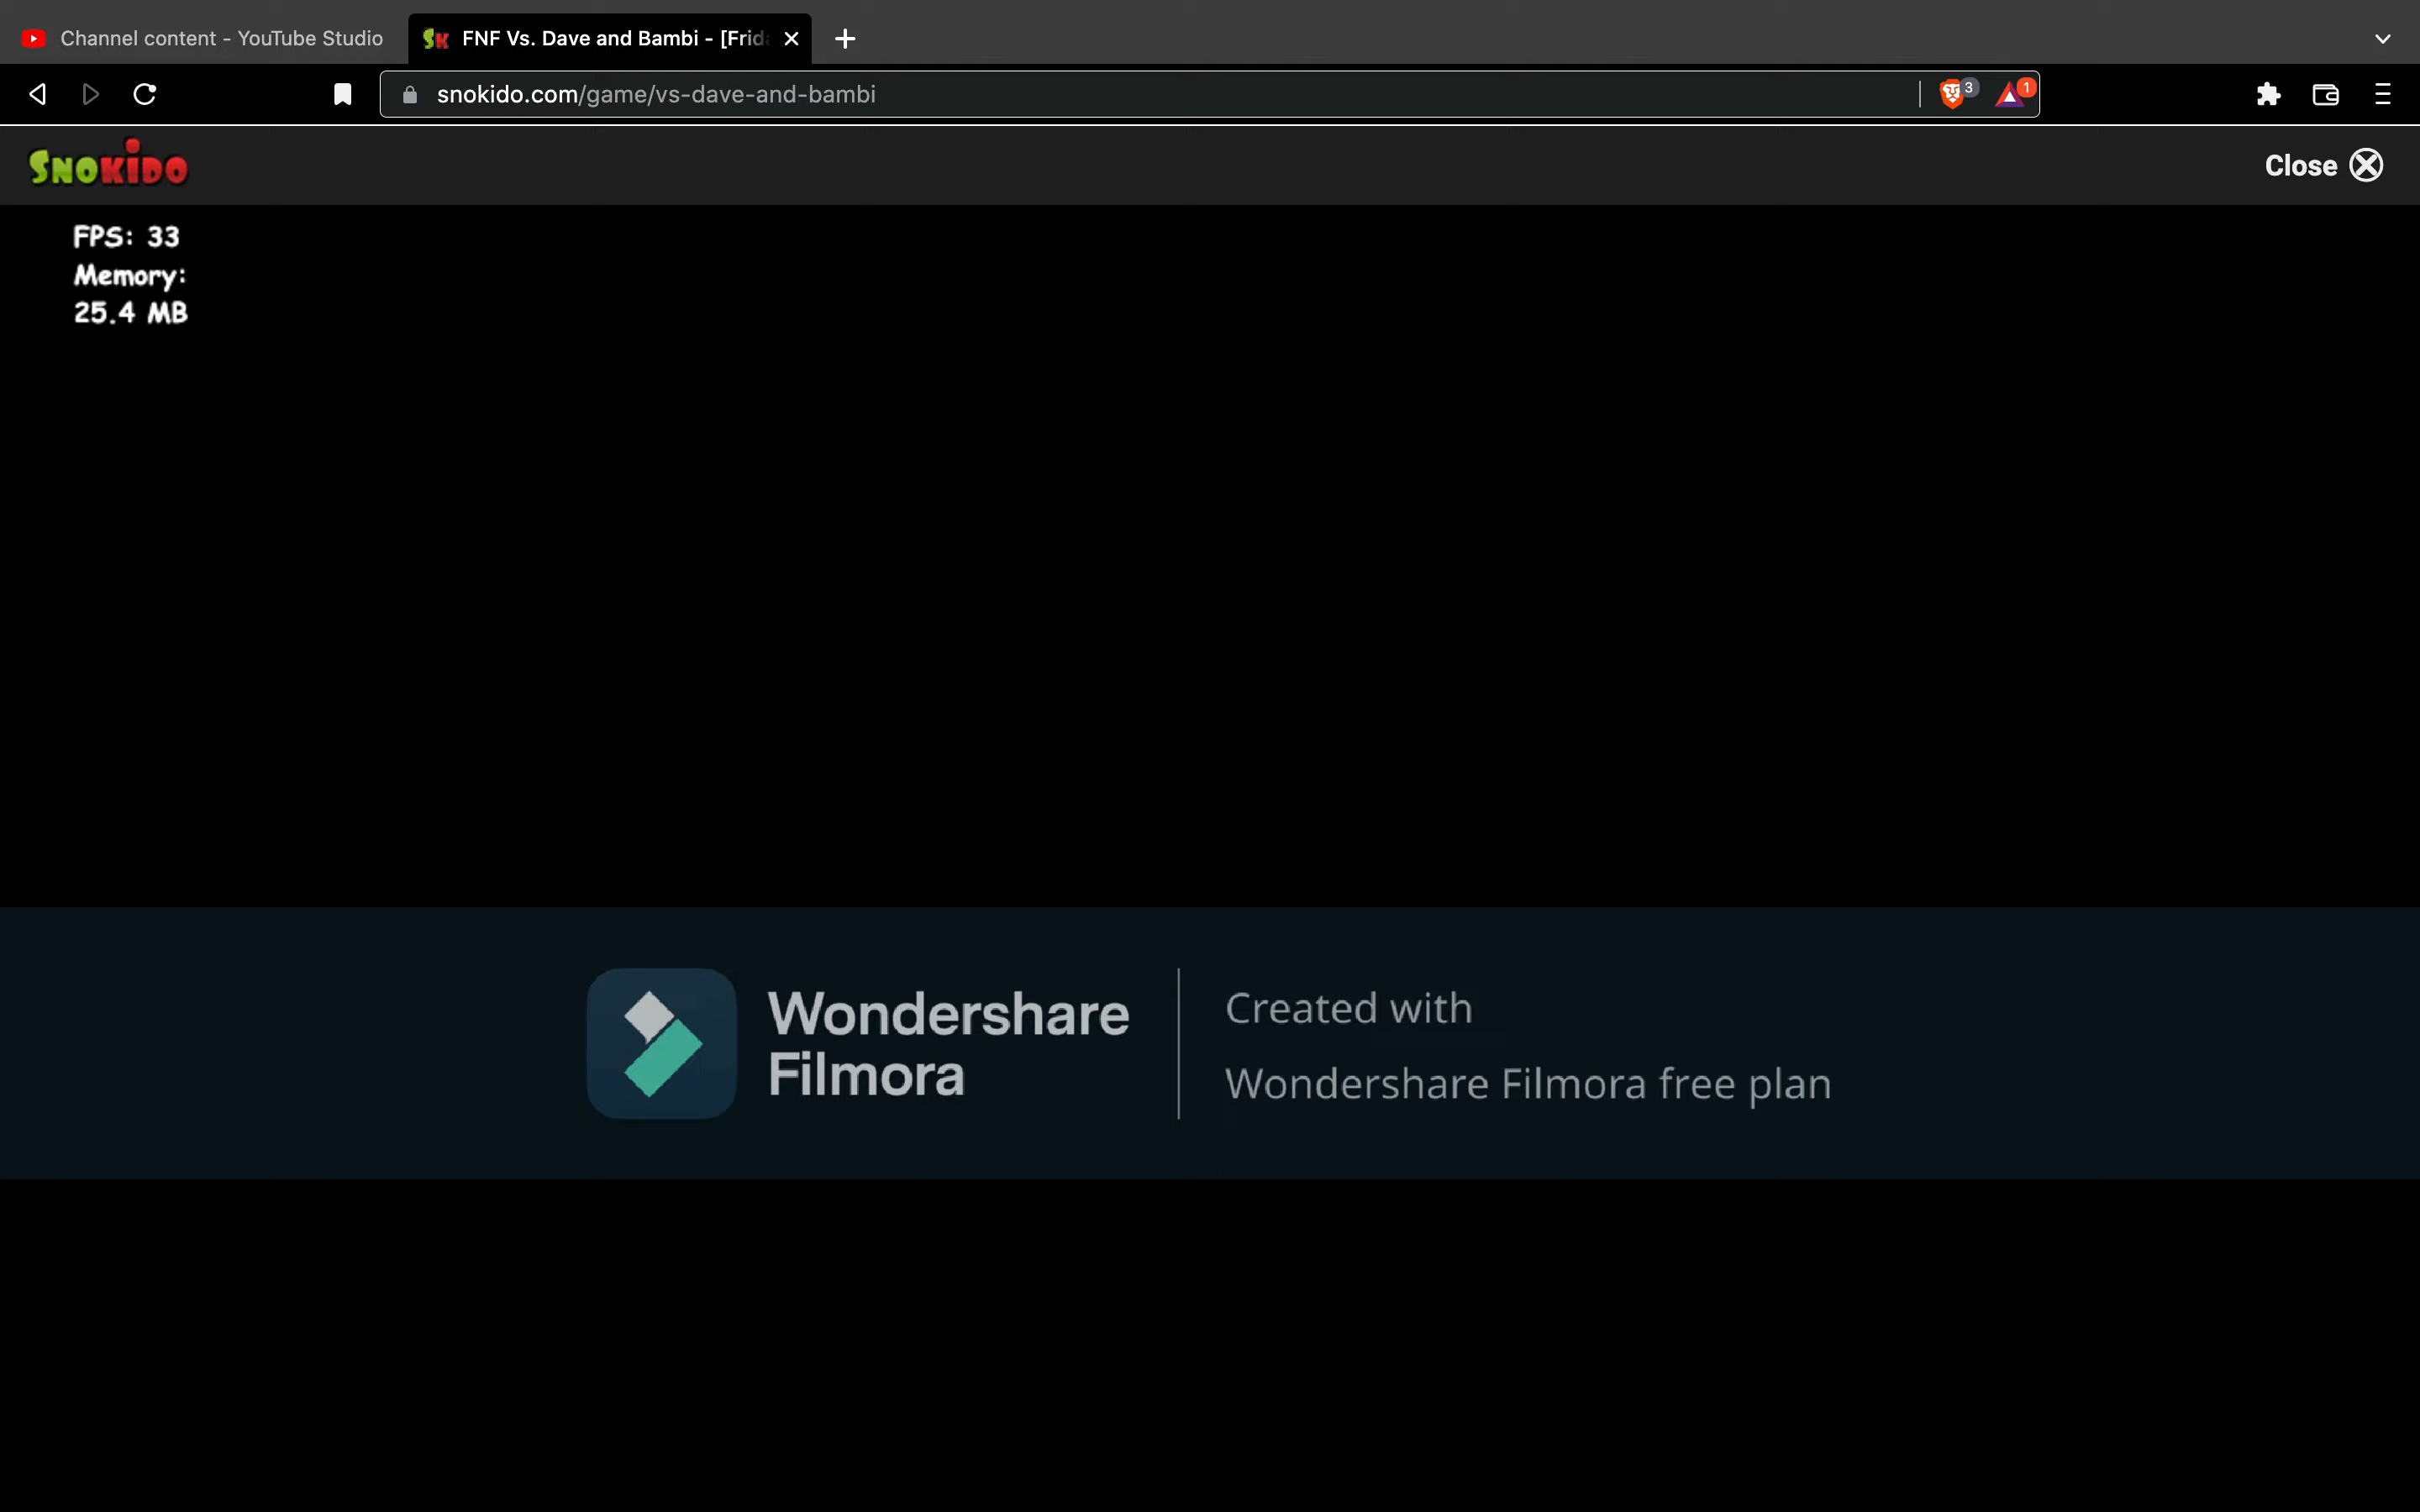 Channel content - YouTube Studio
FNF Vs. Dave and Bambi - [Frid
snokido.com/game/vs-dave-and-bambi
3
1
SNOKIDO
Close
FPS: 33
Memory:
25.4 MB
Wondershare
Filmora
Created with
Wondershare Filmora free plan